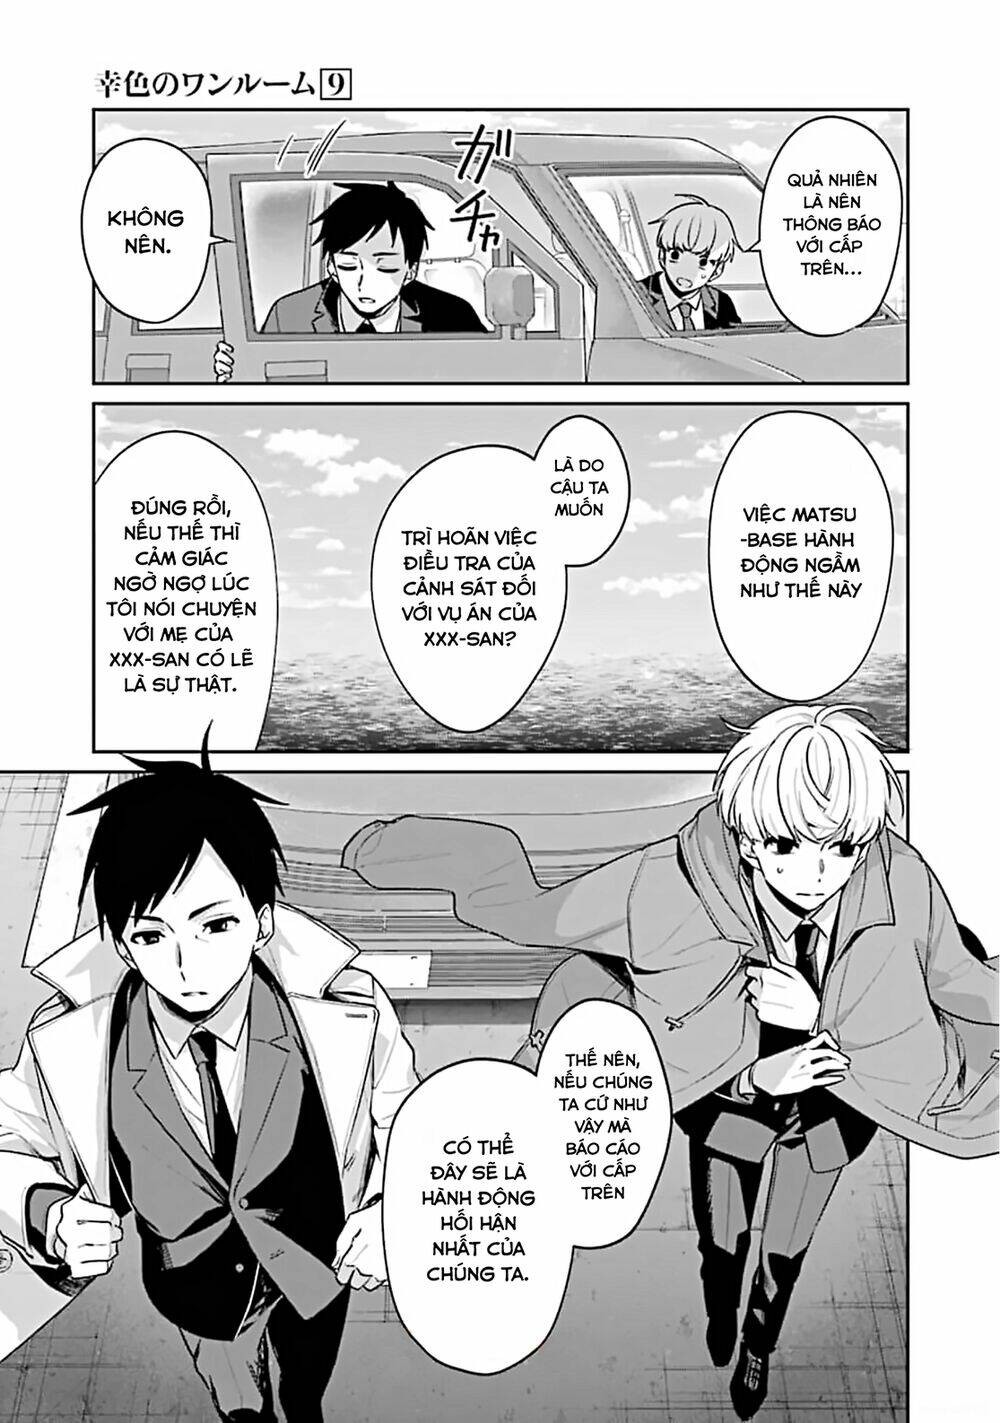 幸色のワンルーム 9
QUẢ NHIÊN
LÀ NÊN
THÔNG BÁO
VỚI CẤP
TRÊN...
ガチャ
KHÔNG
NÊN.
VIỆC MATSU
-BASE HÀNH
ĐỘNG NGẦM
NHƯ THẾ NÀY
LÀ DO
CẬU TA
MUỐN
TRÌ HOÃN VIỆC
ĐIỀU TRA CỦA
CẢNH SÁT ĐỐI
VỚI VỤ ÁN CỦA
XXX-SAN?
ĐÚNG RỒI,
NẾU THẾ THÌ
CẢM GIÁC
NGỜ NGỢ LÚC
TÔI NÓI CHUYỆN
VỚI MẸ CỦA
XXX-SAN CÓ LẼ
LÀ SỰ THẬT.
THẾ NÊN,
NẾU CHÚNG
TA CỨ NHƯ
VẬY MÀ
BÁO CÁO
VỚI CẤP
TRÊN
CÓ THỂ
ĐÂY SẼ LÀ
HÀNH ĐỘNG
HỐI HẬN
NHẤT CỦA
CHÚNG TA.